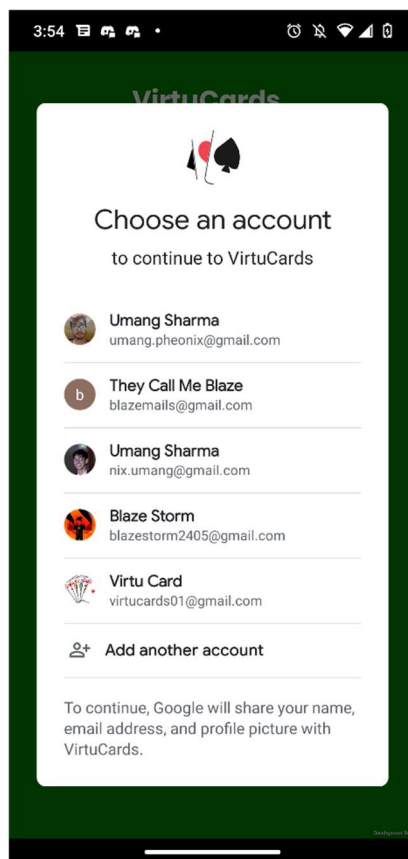 3:54
VirtuCards
Choose an account
to continue to VirtuCards
Umang Sharma
umang.pheonix@gmail.com
b
They Call Me Blaze
blazemails@gmail.com
Umang Sharma
nix.umang@gmail.com
Blaze Storm
blazestorm2405@gmail.com
Virtu Card
virtucards01@gmail.com
Add another account
To continue, Google will share your name,
email address, and profile picture with
VirtuCards.
Development